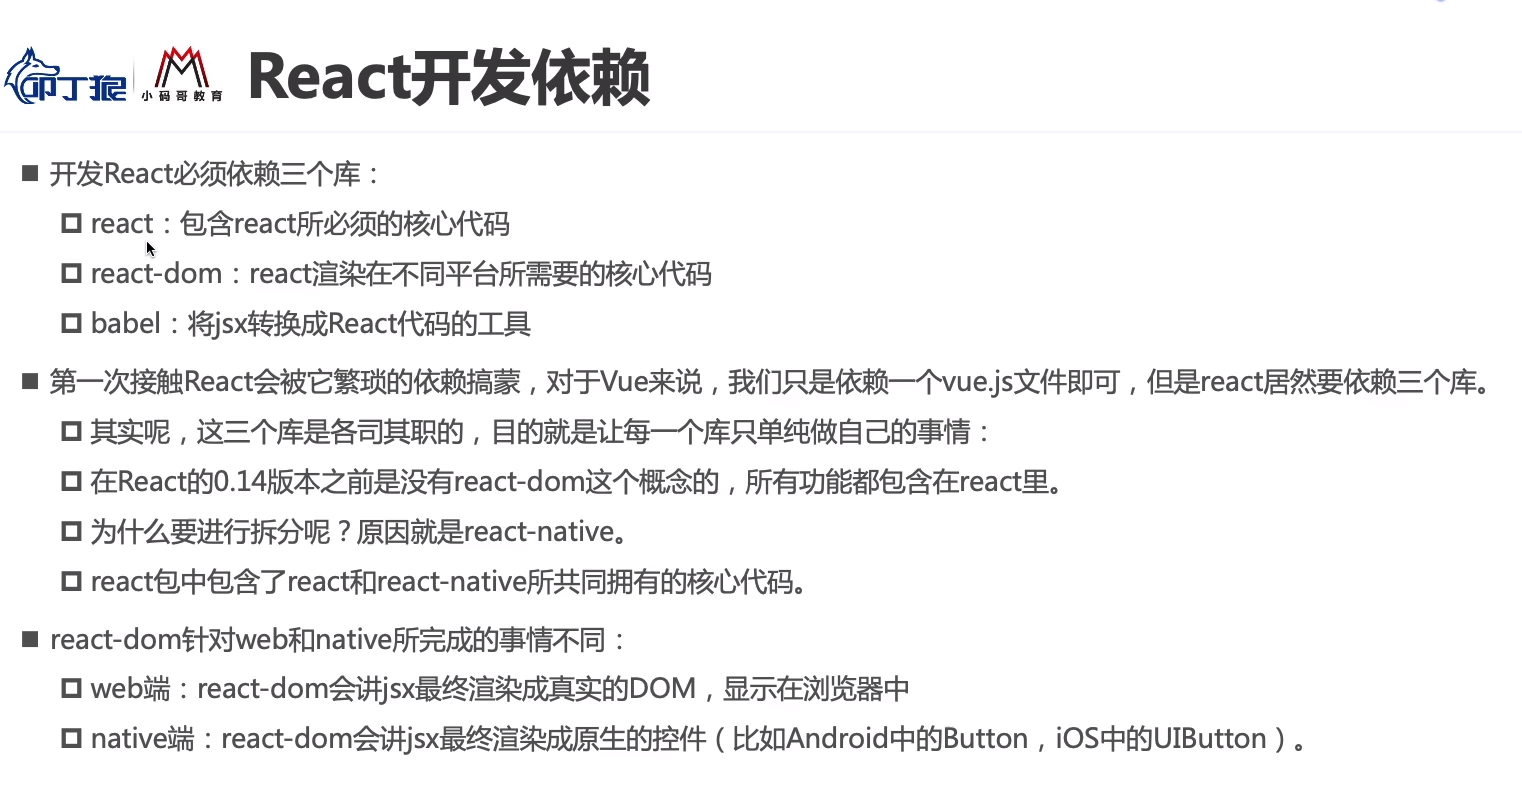 叩丁狼 小码哥教育 React开发依赖
■ 开发React必须依赖三个库：
react：包含react所必须的核心代码
react-dom：react渲染在不同平台所需要的核心代码
babel：将jsx转换成React代码的工具
■ 第一次接触React会被它繁琐的依赖搞蒙，对于Vue来说，我们只是依赖一个vue.js文件即可，但是react居然要依赖三个库。
其实呢，这三个库是各司其职的，目的就是让每一个库只单纯做自己的事情：
在React的0.14版本之前是没有react-dom这个概念的，所有功能都包含在react里。
为什么要进行拆分呢？原因就是react-native。
react包中包含了react和react-native所共同拥有的核心代码。
■ react-dom针对web和native所完成的事情不同：
web端：react-dom会讲jsx最终渲染成真实的DOM，显示在浏览器中
native端：react-dom会讲jsx最终渲染成原生的控件（比如Android中的Button，iOS中的UIButton）。